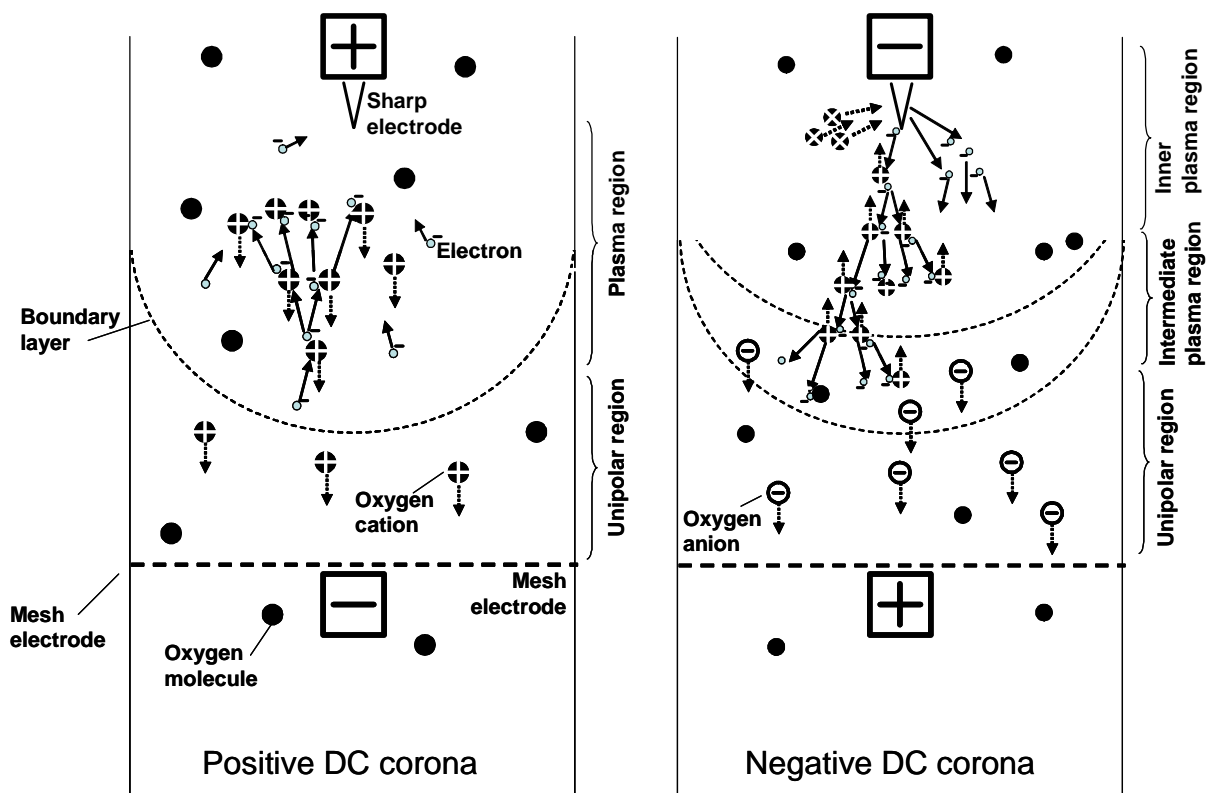 Sharp
electrode
Electron
Boundary
layer
Plasma region
Unipolar region
Oxygen
cation
Mesh
electrode
Mesh
electrode
Oxygen
molecule
Positive DC corona
Inner
plasma region
Intermediate
plasma region
Unipolar region
Oxygen
anion
Negative DC corona